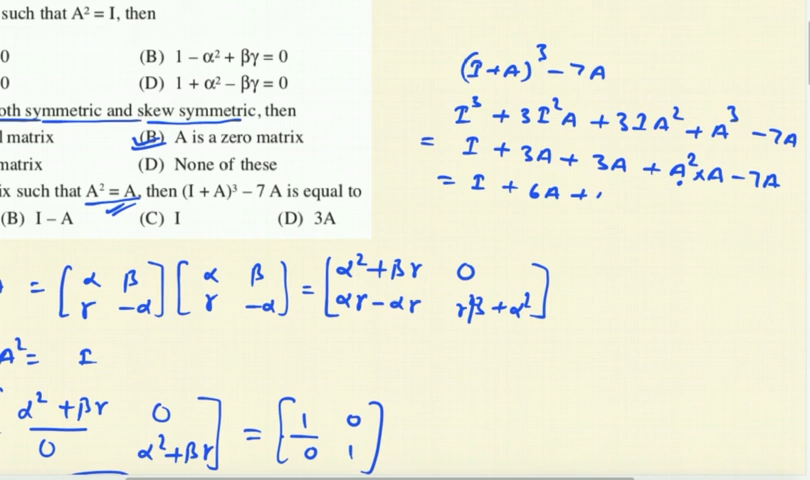 such that A² = I, then
0 (B) 1 – α² + βγ = 0
0 (D) 1 + α² – βγ = 0
oth symmetric and skew symmetric, then
l matrix (B) A is a zero matrix
natrix (D) None of these
ix such that A² = A, then (I + A)³ – 7 A is equal to
(B) I – A (C) I (D) 3A
(I+A)³ - 7A
I³ + 3I²A + 3IA² + A³ - 7A
= I + 3A + 3A + A²×A - 7A
= I + 6A +
= [α β
γ -α] [α β
γ -α] = [α²+βγ 0
αγ-αγ γβ+α²]
A² = I
α²+βγ 0
0 α²+βγ] = [1 0
0 1]